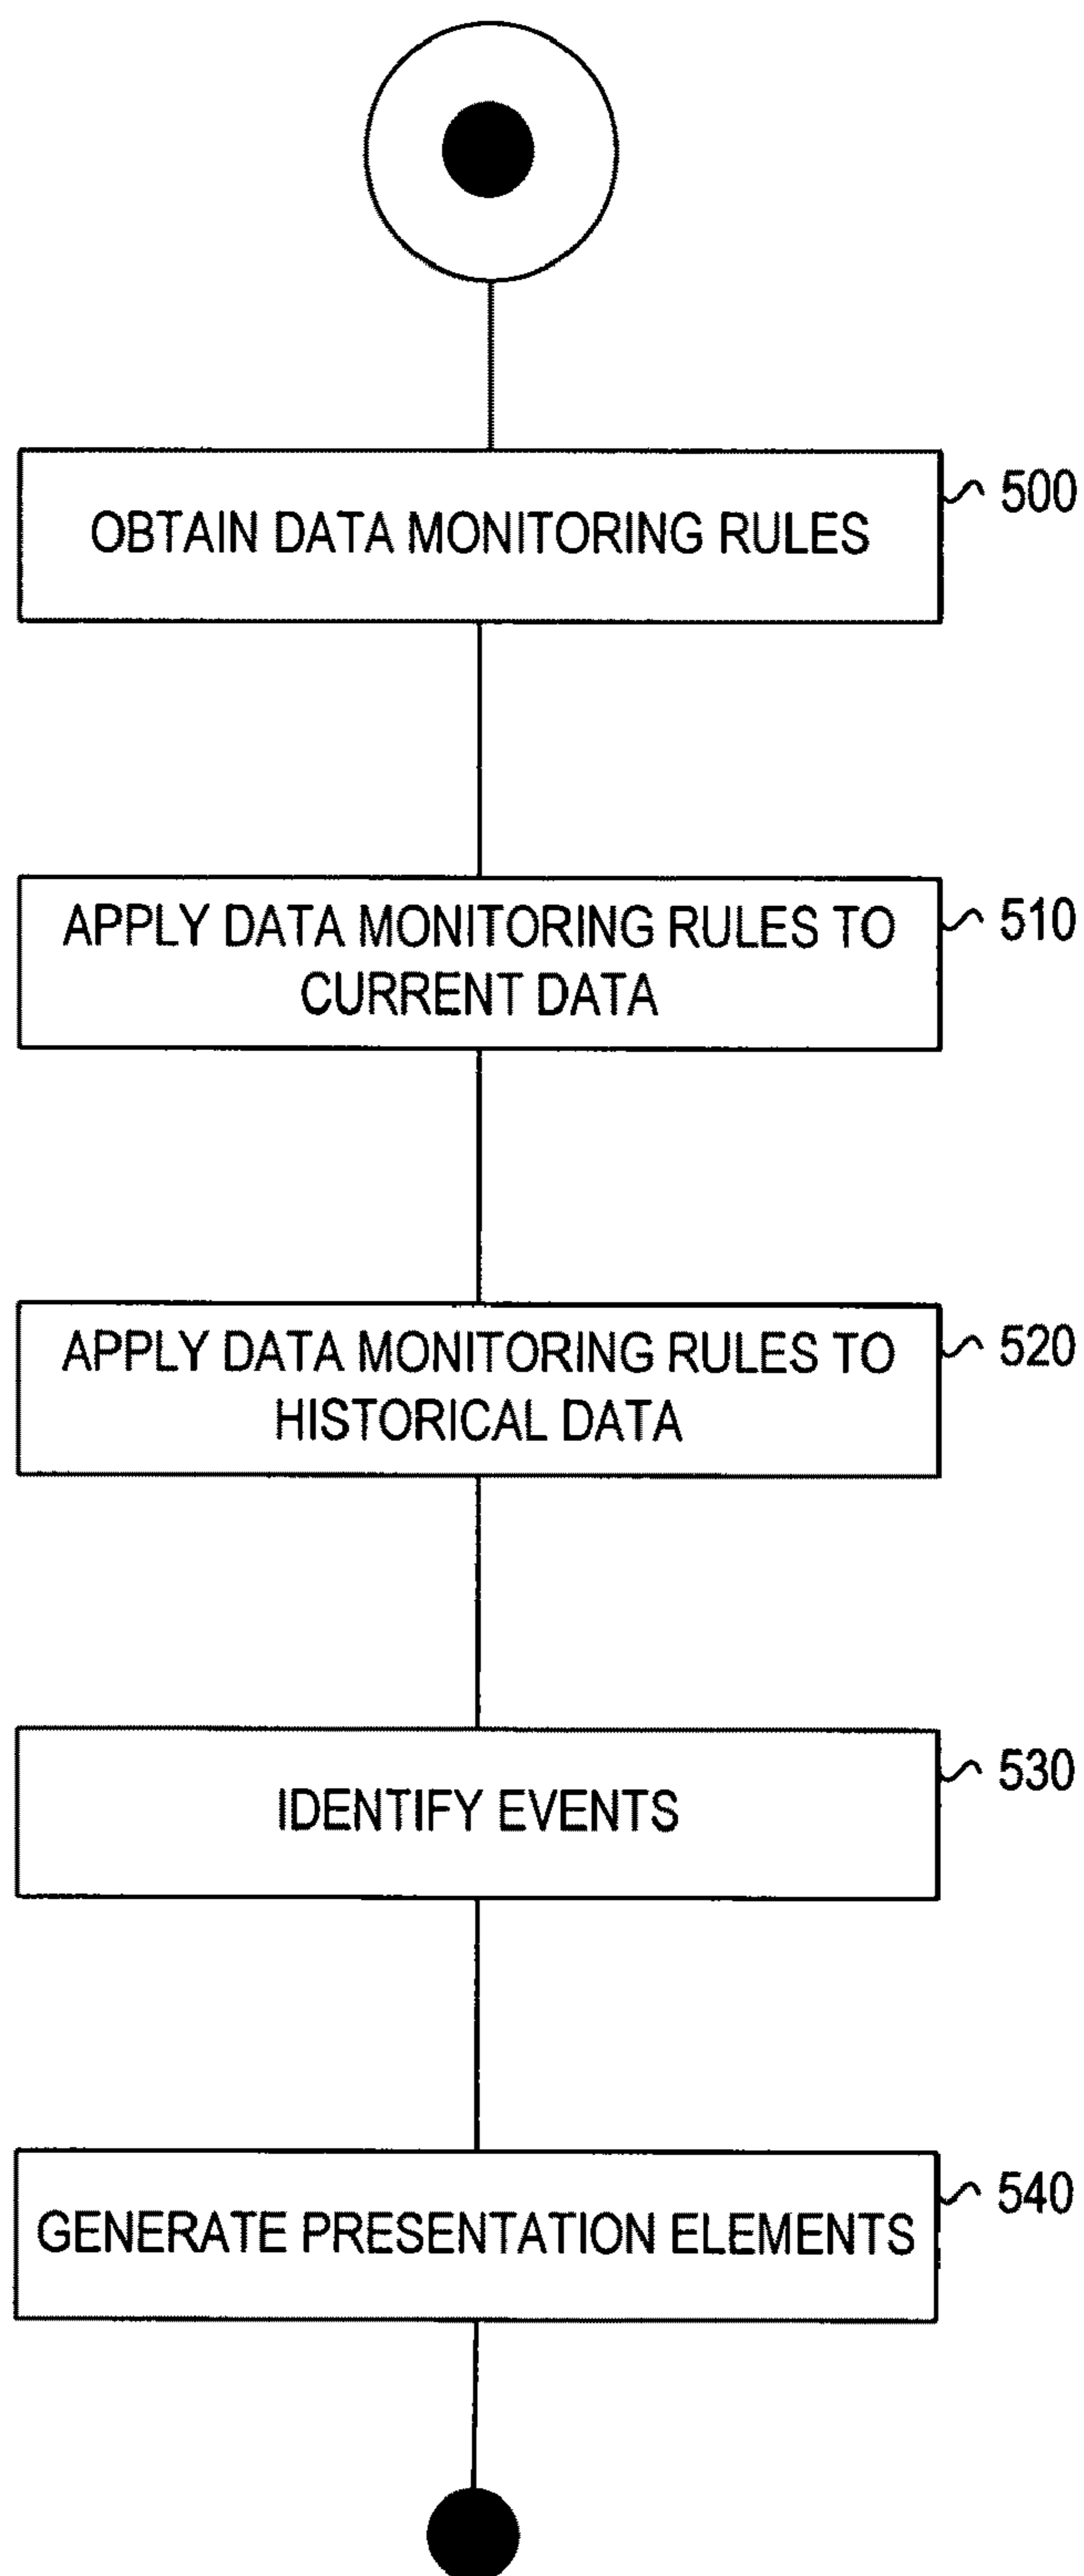 OBTAIN DATA MONITORING RULES
500
APPLY DATA MONITORING RULES TO
CURRENT DATA
510
APPLY DATA MONITORING RULES TO
HISTORICAL DATA
520
IDENTIFY EVENTS
530
GENERATE PRESENTATION ELEMENTS
540